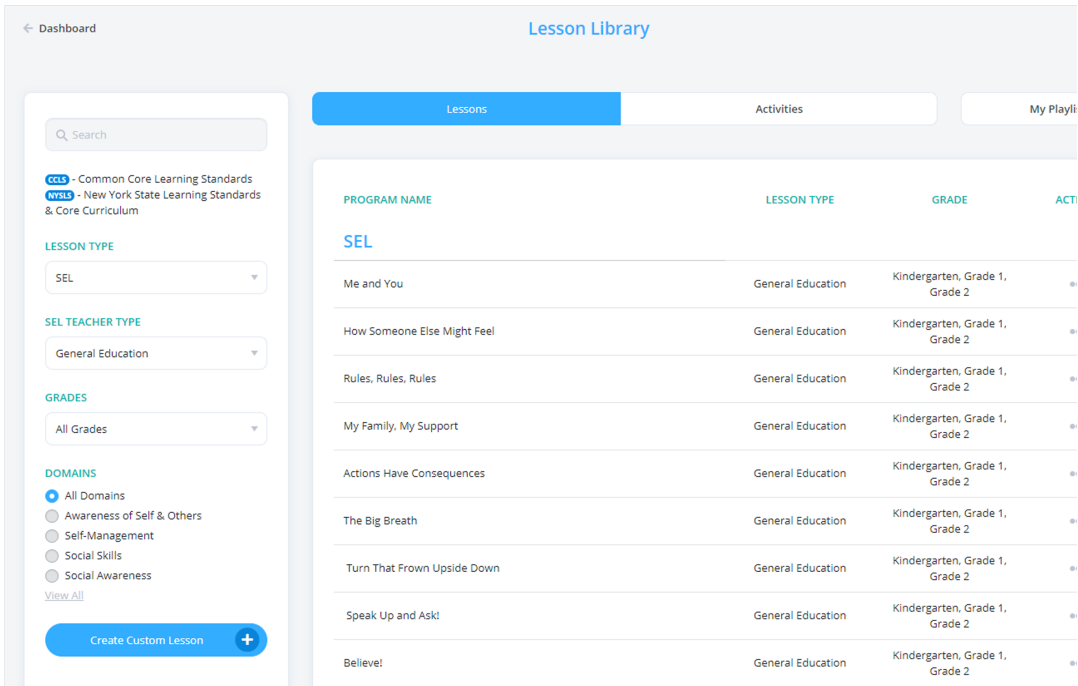 Dashboard
Lesson Library
Search
CCLS - Common Core Learning Standards
NYSLS - New York State Learning Standards
& Core Curriculum
LESSON TYPE
SEL
SEL TEACHER TYPE
General Education
GRADES
All Grades
DOMAINS
All Domains
Awareness of Self & Others
Self-Management
Social Skills
Social Awareness
View All
Create Custom Lesson
Lessons
Activities
My Playli
PROGRAM NAME
LESSON TYPE
GRADE
ACTI
SEL
Me and You
General Education
Kindergarten, Grade 1,
Grade 2
How Someone Else Might Feel
General Education
Kindergarten, Grade 1,
Grade 2
Rules, Rules, Rules
General Education
Kindergarten, Grade 1,
Grade 2
My Family, My Support
General Education
Kindergarten, Grade 1,
Grade 2
Actions Have Consequences
General Education
Kindergarten, Grade 1,
Grade 2
The Big Breath
General Education
Kindergarten, Grade 1,
Grade 2
Turn That Frown Upside Down
General Education
Kindergarten, Grade 1,
Grade 2
Speak Up and Ask!
General Education
Kindergarten, Grade 1,
Grade 2
Believe!
General Education
Kindergarten, Grade 1,
Grade 2